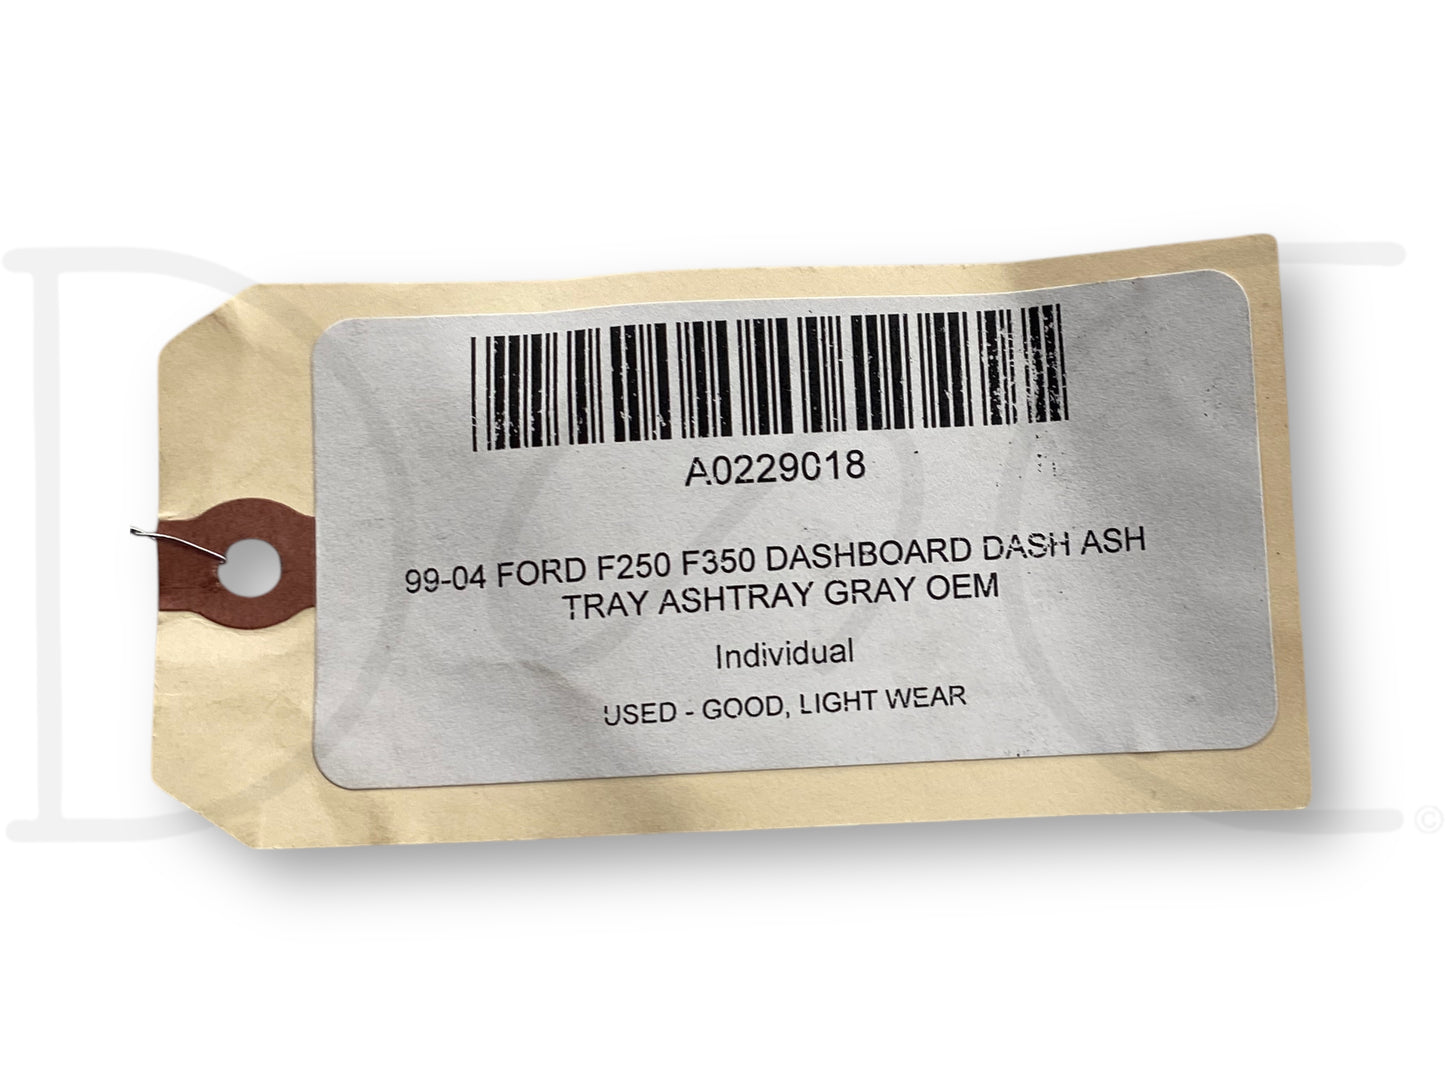 A0229018
99-04 FORD F250 F350 DASHBOARD DASH ASH
TRAY ASHTRAY GRAY OEM
Individual
USED - GOOD, LIGHT WEAR
©